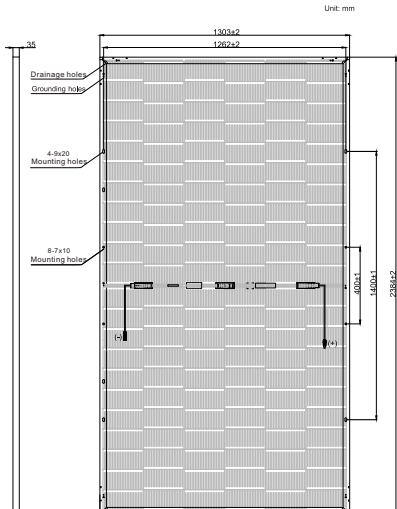 Unit: mm
1303±2
1262±2
35
Drainage holes
Grounding holes
4-9x20
Mounting holes
8-7x10
Mounting holes
400±1
1400±1
2384±2
(-)
(+)